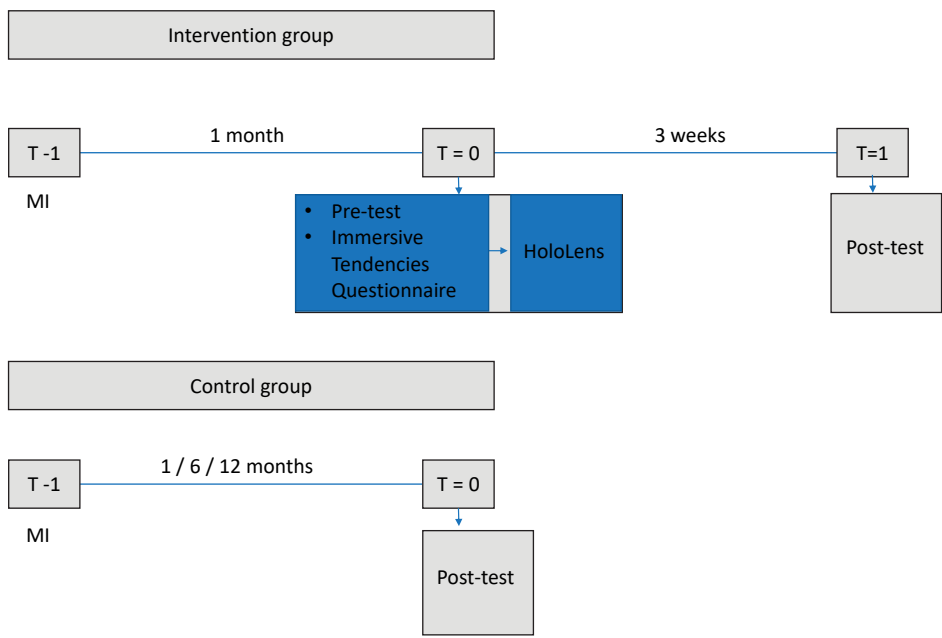 Intervention group
1 month
3 weeks
T -1
T = 0
T=1
MI
• Pre-test
• Immersive
Tendencies
Questionnaire
HoloLens
Post-test
Control group
1 / 6 / 12 months
T -1
T = 0
MI
Post-test